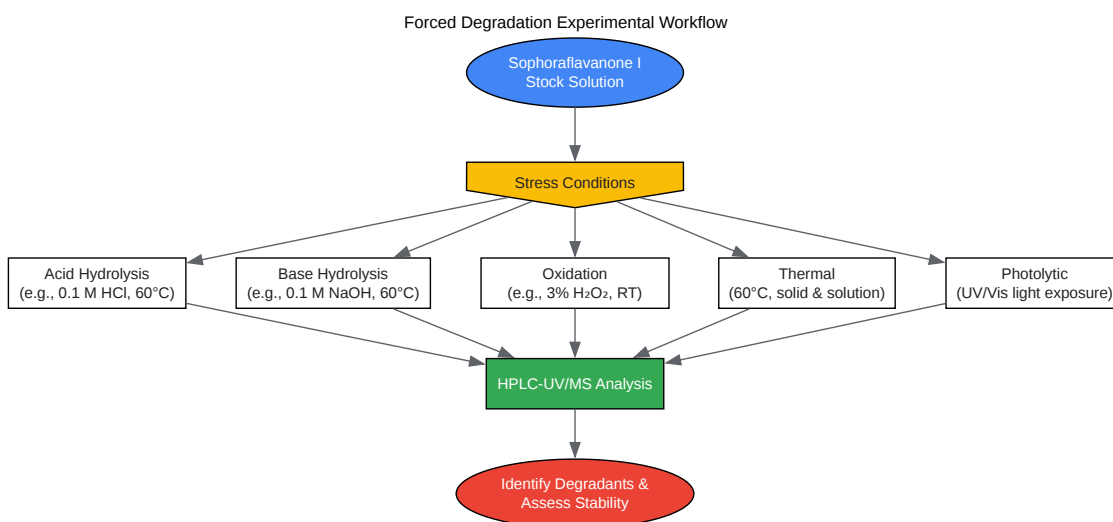 Forced Degradation Experimental Workflow
Sophoraflavanone I
Stock Solution
Stress Conditions
Acid Hydrolysis
(e.g., 0.1 M HCl, 60°C)
Base Hydrolysis
(e.g., 0.1 M NaOH, 60°C)
Oxidation
(e.g., 3% H₂O₂, RT)
Thermal
(60°C, solid & solution)
Photolytic
(UV/Vis light exposure)
HPLC-UV/MS Analysis
Identify Degradants &
Assess Stability